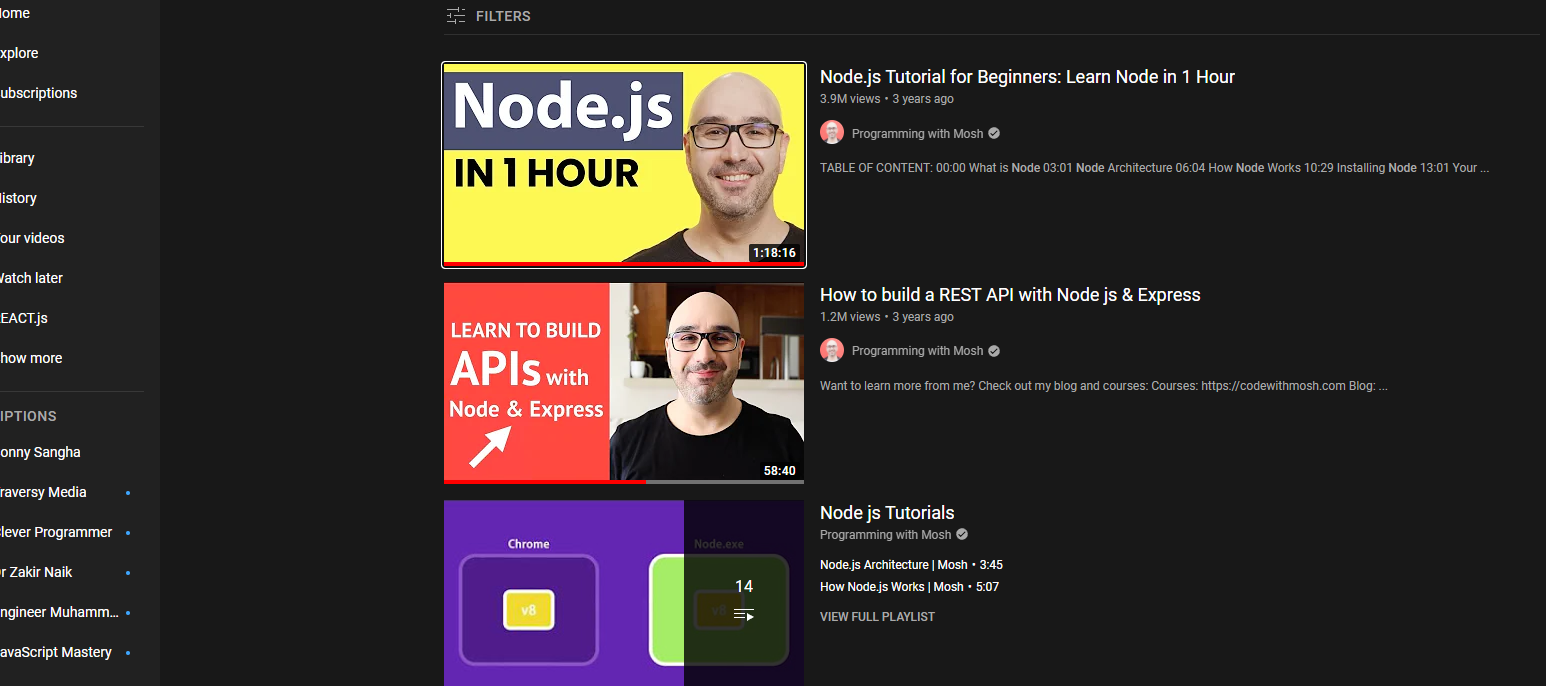 ome
xplore
ubscriptions
ibrary
istory
our videos
Watch later
EACT.js
how more
IPTIONS
onny Sangha
raversy Media
lever Programmer
r Zakir Naik
ngineer Muhamm...
avaScript Mastery
FILTERS
Node.js
IN 1 HOUR
1:18:16
Node.js Tutorial for Beginners: Learn Node in 1 Hour
3.9M views • 3 years ago
Programming with Mosh
TABLE OF CONTENT: 00:00 What is Node 03:01 Node Architecture 06:04 How Node Works 10:29 Installing Node 13:01 Your ...
LEARN TO BUILD
APIs with
Node & Express
58:40
How to build a REST API with Node js & Express
1.2M views • 3 years ago
Programming with Mosh
Want to learn more from me? Check out my blog and courses: Courses: https://codewithmosh.com Blog: ...
Chrome
v8
Node.exe
v8
14
Node js Tutorials
Programming with Mosh
Node.js Architecture | Mosh • 3:45
How Node.js Works | Mosh • 5:07
VIEW FULL PLAYLIST